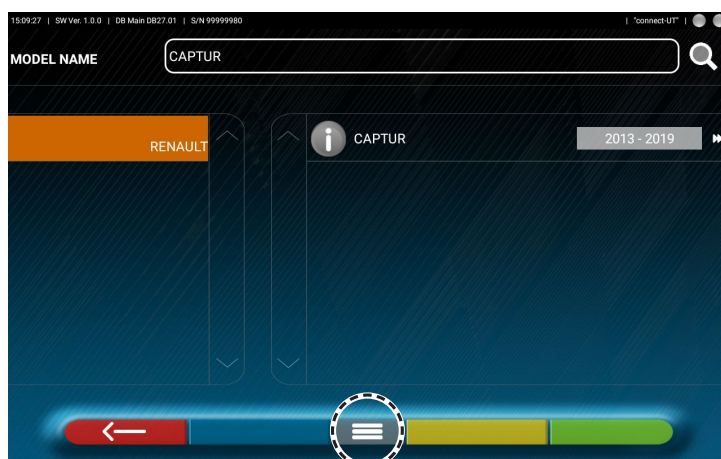 15:09:27 | SW Ver. 1.0.0 | DB Main DB27.01 | S/N 99999980 | "connect-UT" |
MODEL NAME CAPTUR
RENAULT
CAPTUR 2013 - 2019